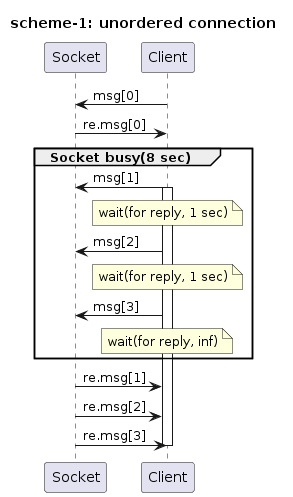 scheme-1: unordered connection
Socket Client
msg[0]
re.msg[0]
Socket busy(8 sec)
msg[1]
wait(for reply, 1 sec)
msg[2]
wait(for reply, 1 sec)
msg[3]
wait(for reply, inf)
re.msg[1]
re.msg[2]
re.msg[3]
Socket Client